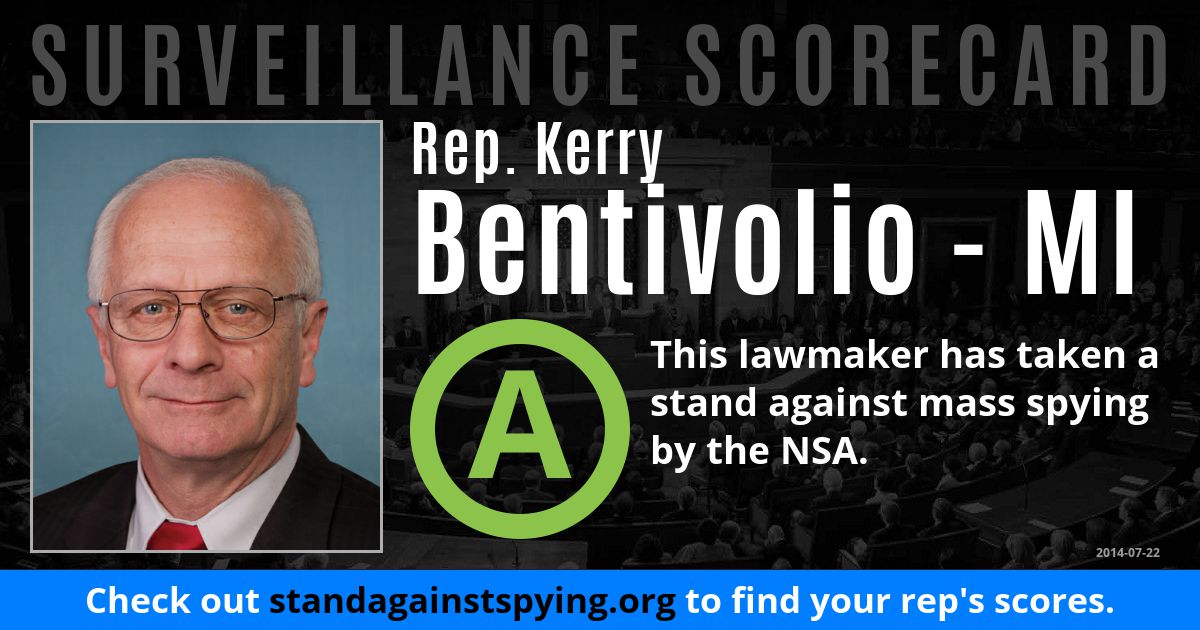 SURVEILLANCE SCORECARD
Rep. Kerry
Bentivolio - MI
A
This lawmaker has taken a
stand against mass spying
by the NSA.
2014-07-22
Check out standagainstspying.org to find your rep's scores.